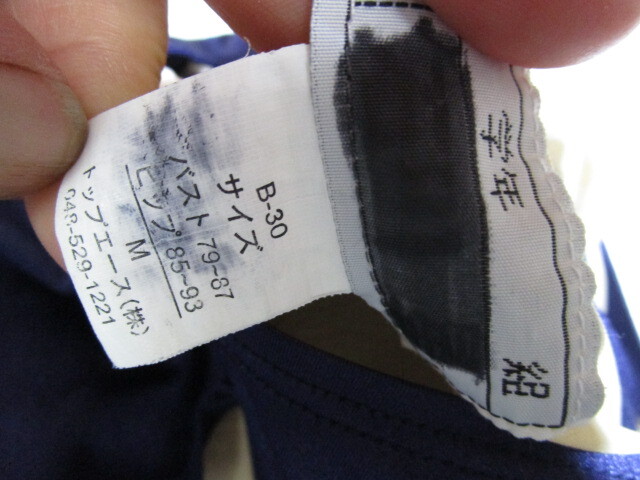 B-30
サイズ
バスト 79~87
ヒップ 85~93
M
トップエース(株)
048-529-1221
学年
組